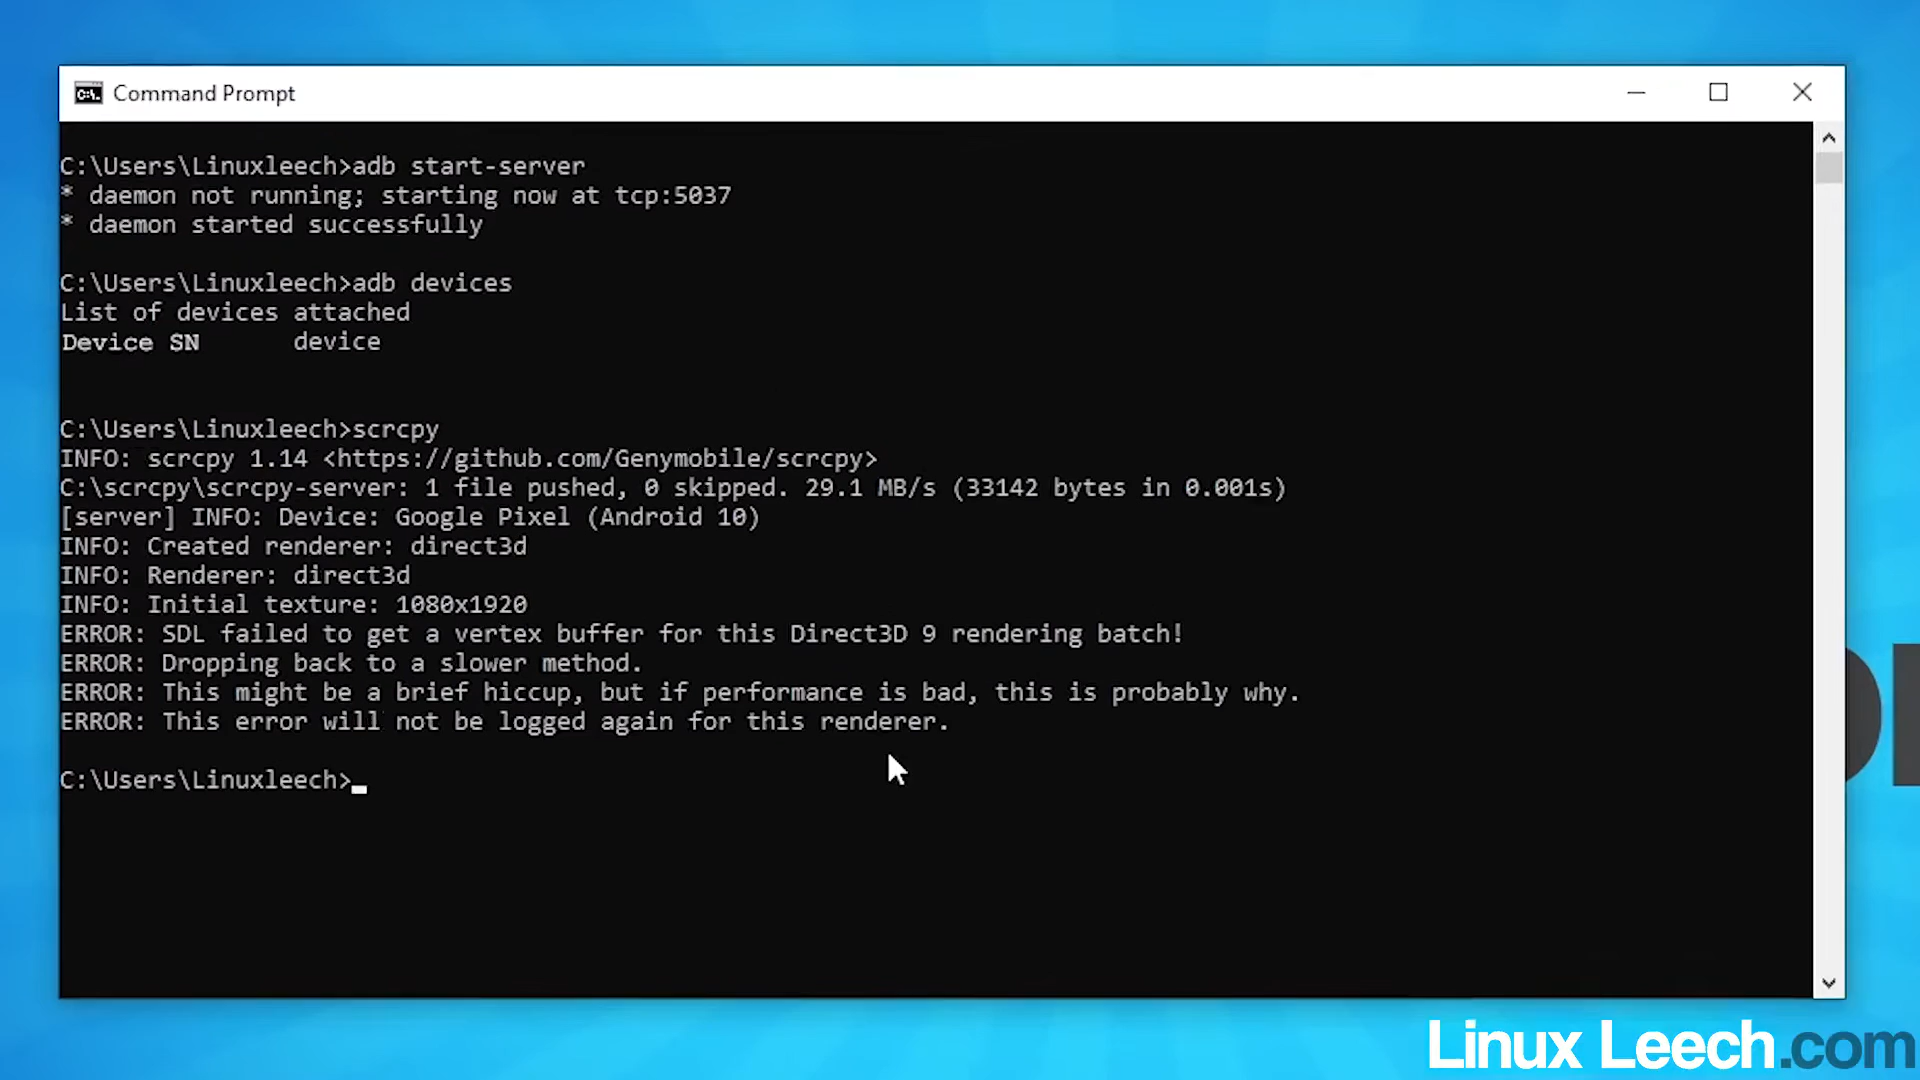 C:\. Command Prompt
C:\Users\Linuxleech>adb start-server
* daemon not running; starting now at tcp:5037
* daemon started successfully
C:\Users\Linuxleech>adb devices
List of devices attached
Device SN device
C:\Users\Linuxleech>scrcpy
INFO: scrcpy 1.14 <https://github.com/Genymobile/scrcpy>
C:\scrcpy\scrcpy-server: 1 file pushed, 0 skipped. 29.1 MB/s (33142 bytes in 0.001s)
[server] INFO: Device: Google Pixel (Android 10)
INFO: Created renderer: direct3d
INFO: Renderer: direct3d
INFO: Initial texture: 1080x1920
ERROR: SDL failed to get a vertex buffer for this Direct3D 9 rendering batch!
ERROR: Dropping back to a slower method.
ERROR: This might be a brief hiccup, but if performance is bad, this is probably why.
ERROR: This error will not be logged again for this renderer.
C:\Users\Linuxleech>
Linux Leech.com